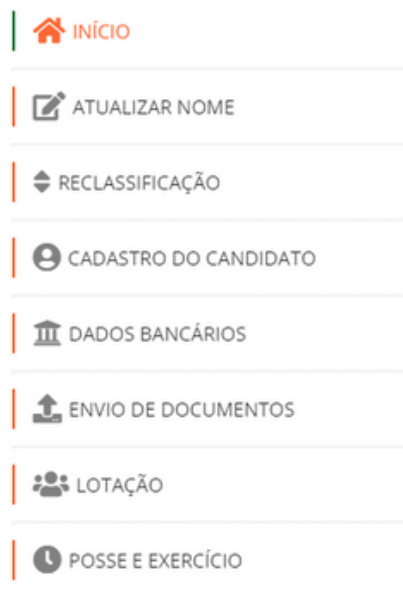 INÍCIO
ATUALIZAR NOME
RECLASSIFICAÇÃO
CADASTRO DO CANDIDATO
DADOS BANCÁRIOS
ENVIO DE DOCUMENTOS
LOTAÇÃO
POSSE E EXERCÍCIO